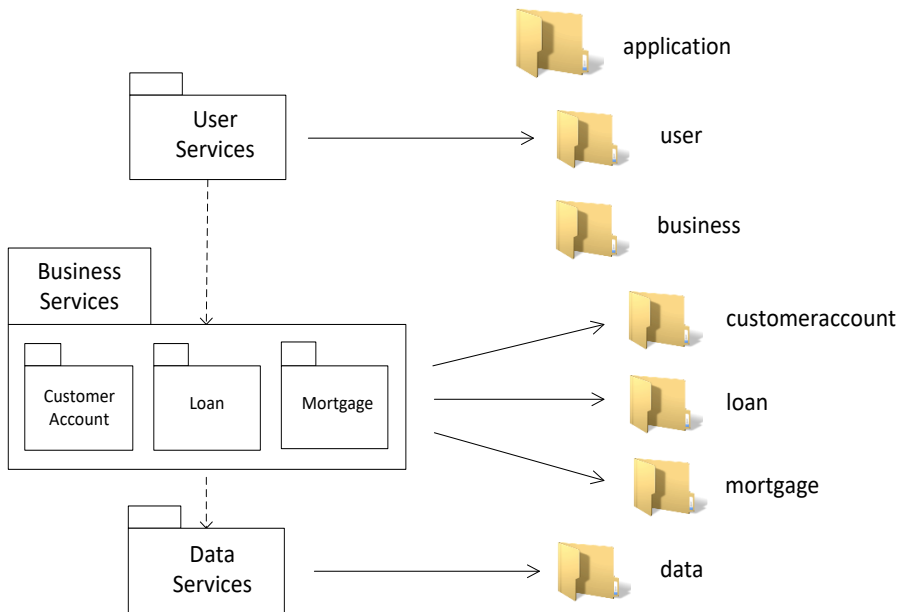 application
User
Services
user
business
Business
Services
customeraccount
Customer
Account
Loan
Mortgage
loan
mortgage
Data
Services
data